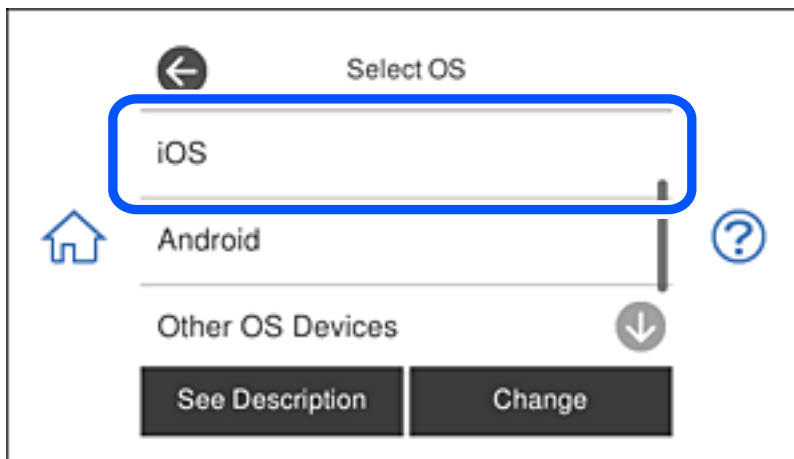 Select OS
iOS
Android
Other OS Devices
See Description
Change